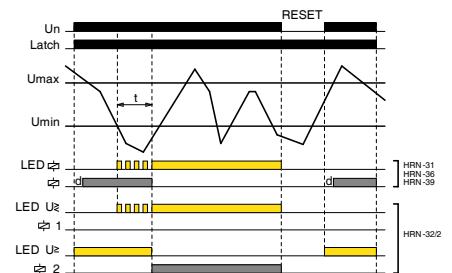 RESET
Un
Latch
Umax
t
Umin
LED
HRN-31
HRN-36
HRN-39
d
d
LED U≥
1
HRN-32/2
LED U≥
2